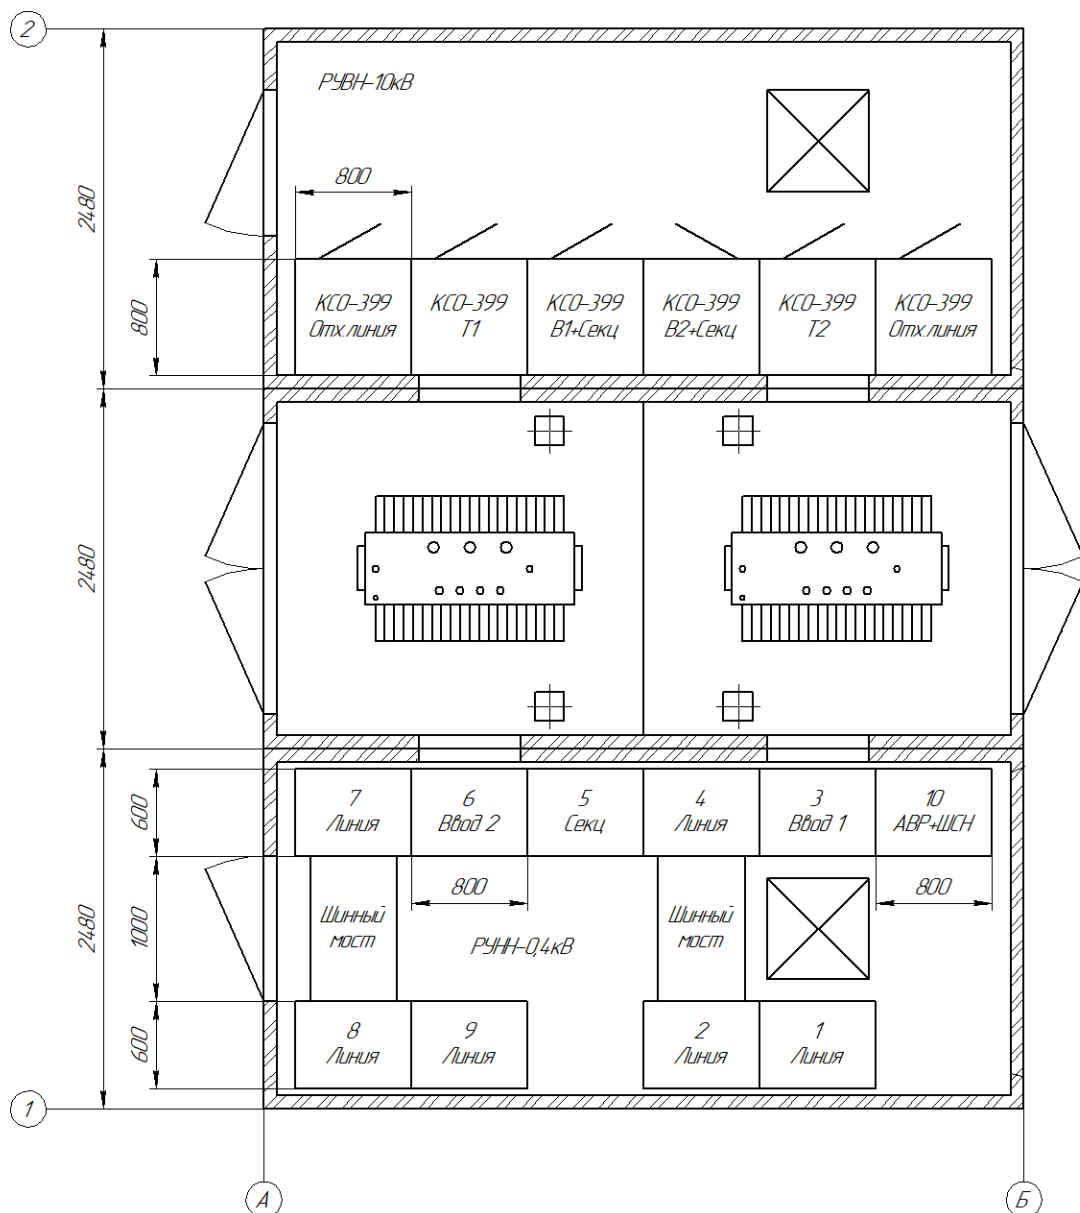 2
РУВН-10кВ
800
2480
800
КСО-399
Отх.линия
КСО-399
Т1
КСО-399
В1+Секц
КСО-399
В2+Секц
КСО-399
Т2
КСО-399
Отх.линия
2480
2480
600
7
Линия
6
Ввод 2
5
Секц
4
Линия
3
Ввод 1
10
АВР+ШСН
1000
Шинный
мост
800
РУНН-0,4кВ
Шинный
мост
800
600
8
Линия
9
Линия
2
Линия
1
Линия
1
А
Б